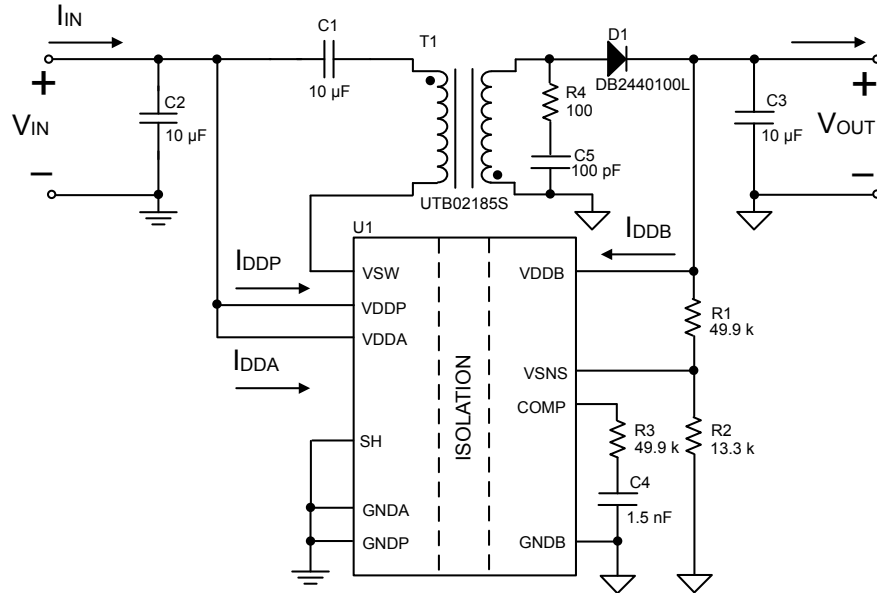 IIN
C1
10 µF
T1
D1
DB2440100L
+
VIN
–
C2
10 µF
R4
100
C5
100 pF
C3
10 µF
+
VOUT
–
UTB02185S
U1
IDDP
IDDA
IDDB
VSW
VDDP
VDDA
SH
GNDA
GNDP
ISOLATION
VDDB
VSNS
COMP
GNDB
R1
49.9 k
R3
49.9 k
R2
13.3 k
C4
1.5 nF